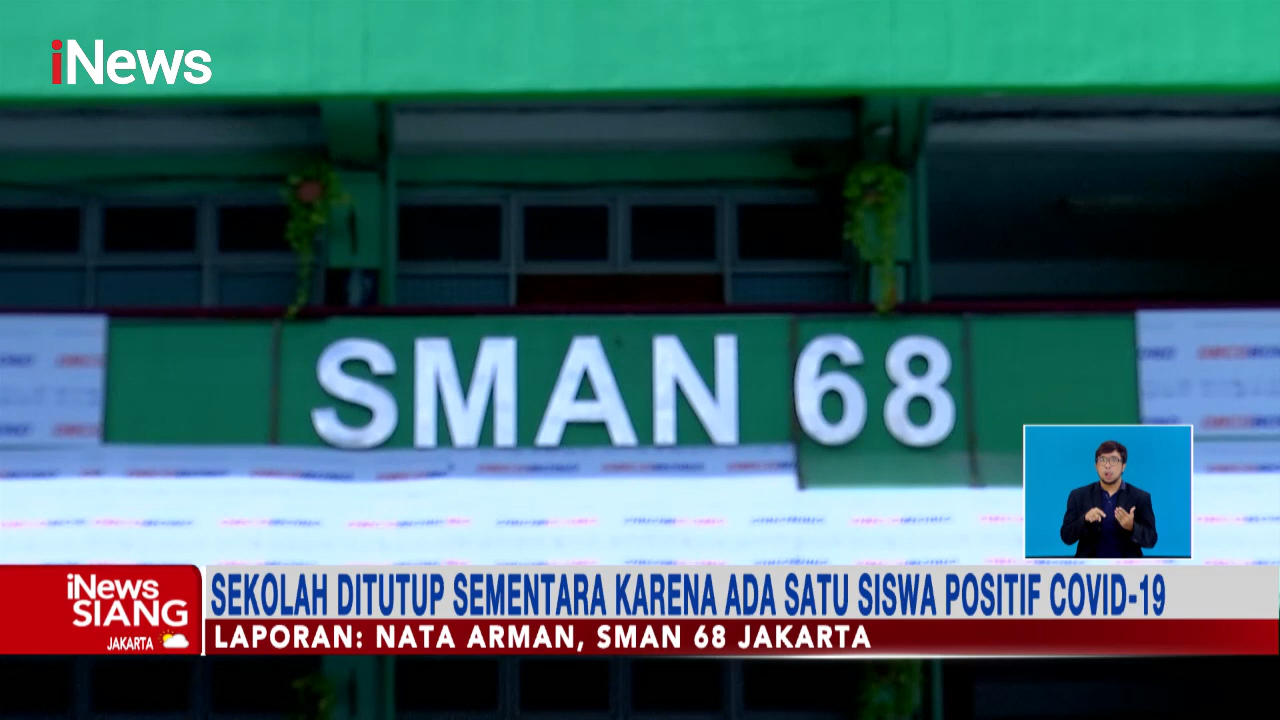 iNews
SMAN 68
iNews
SIANG
JAKARTA
SEKOLAH DITUTUP SEMENTARA KARENA ADA SATU SISWA POSITIF COVID-19
LAPORAN: NATA ARMAN, SMAN 68 JAKARTA